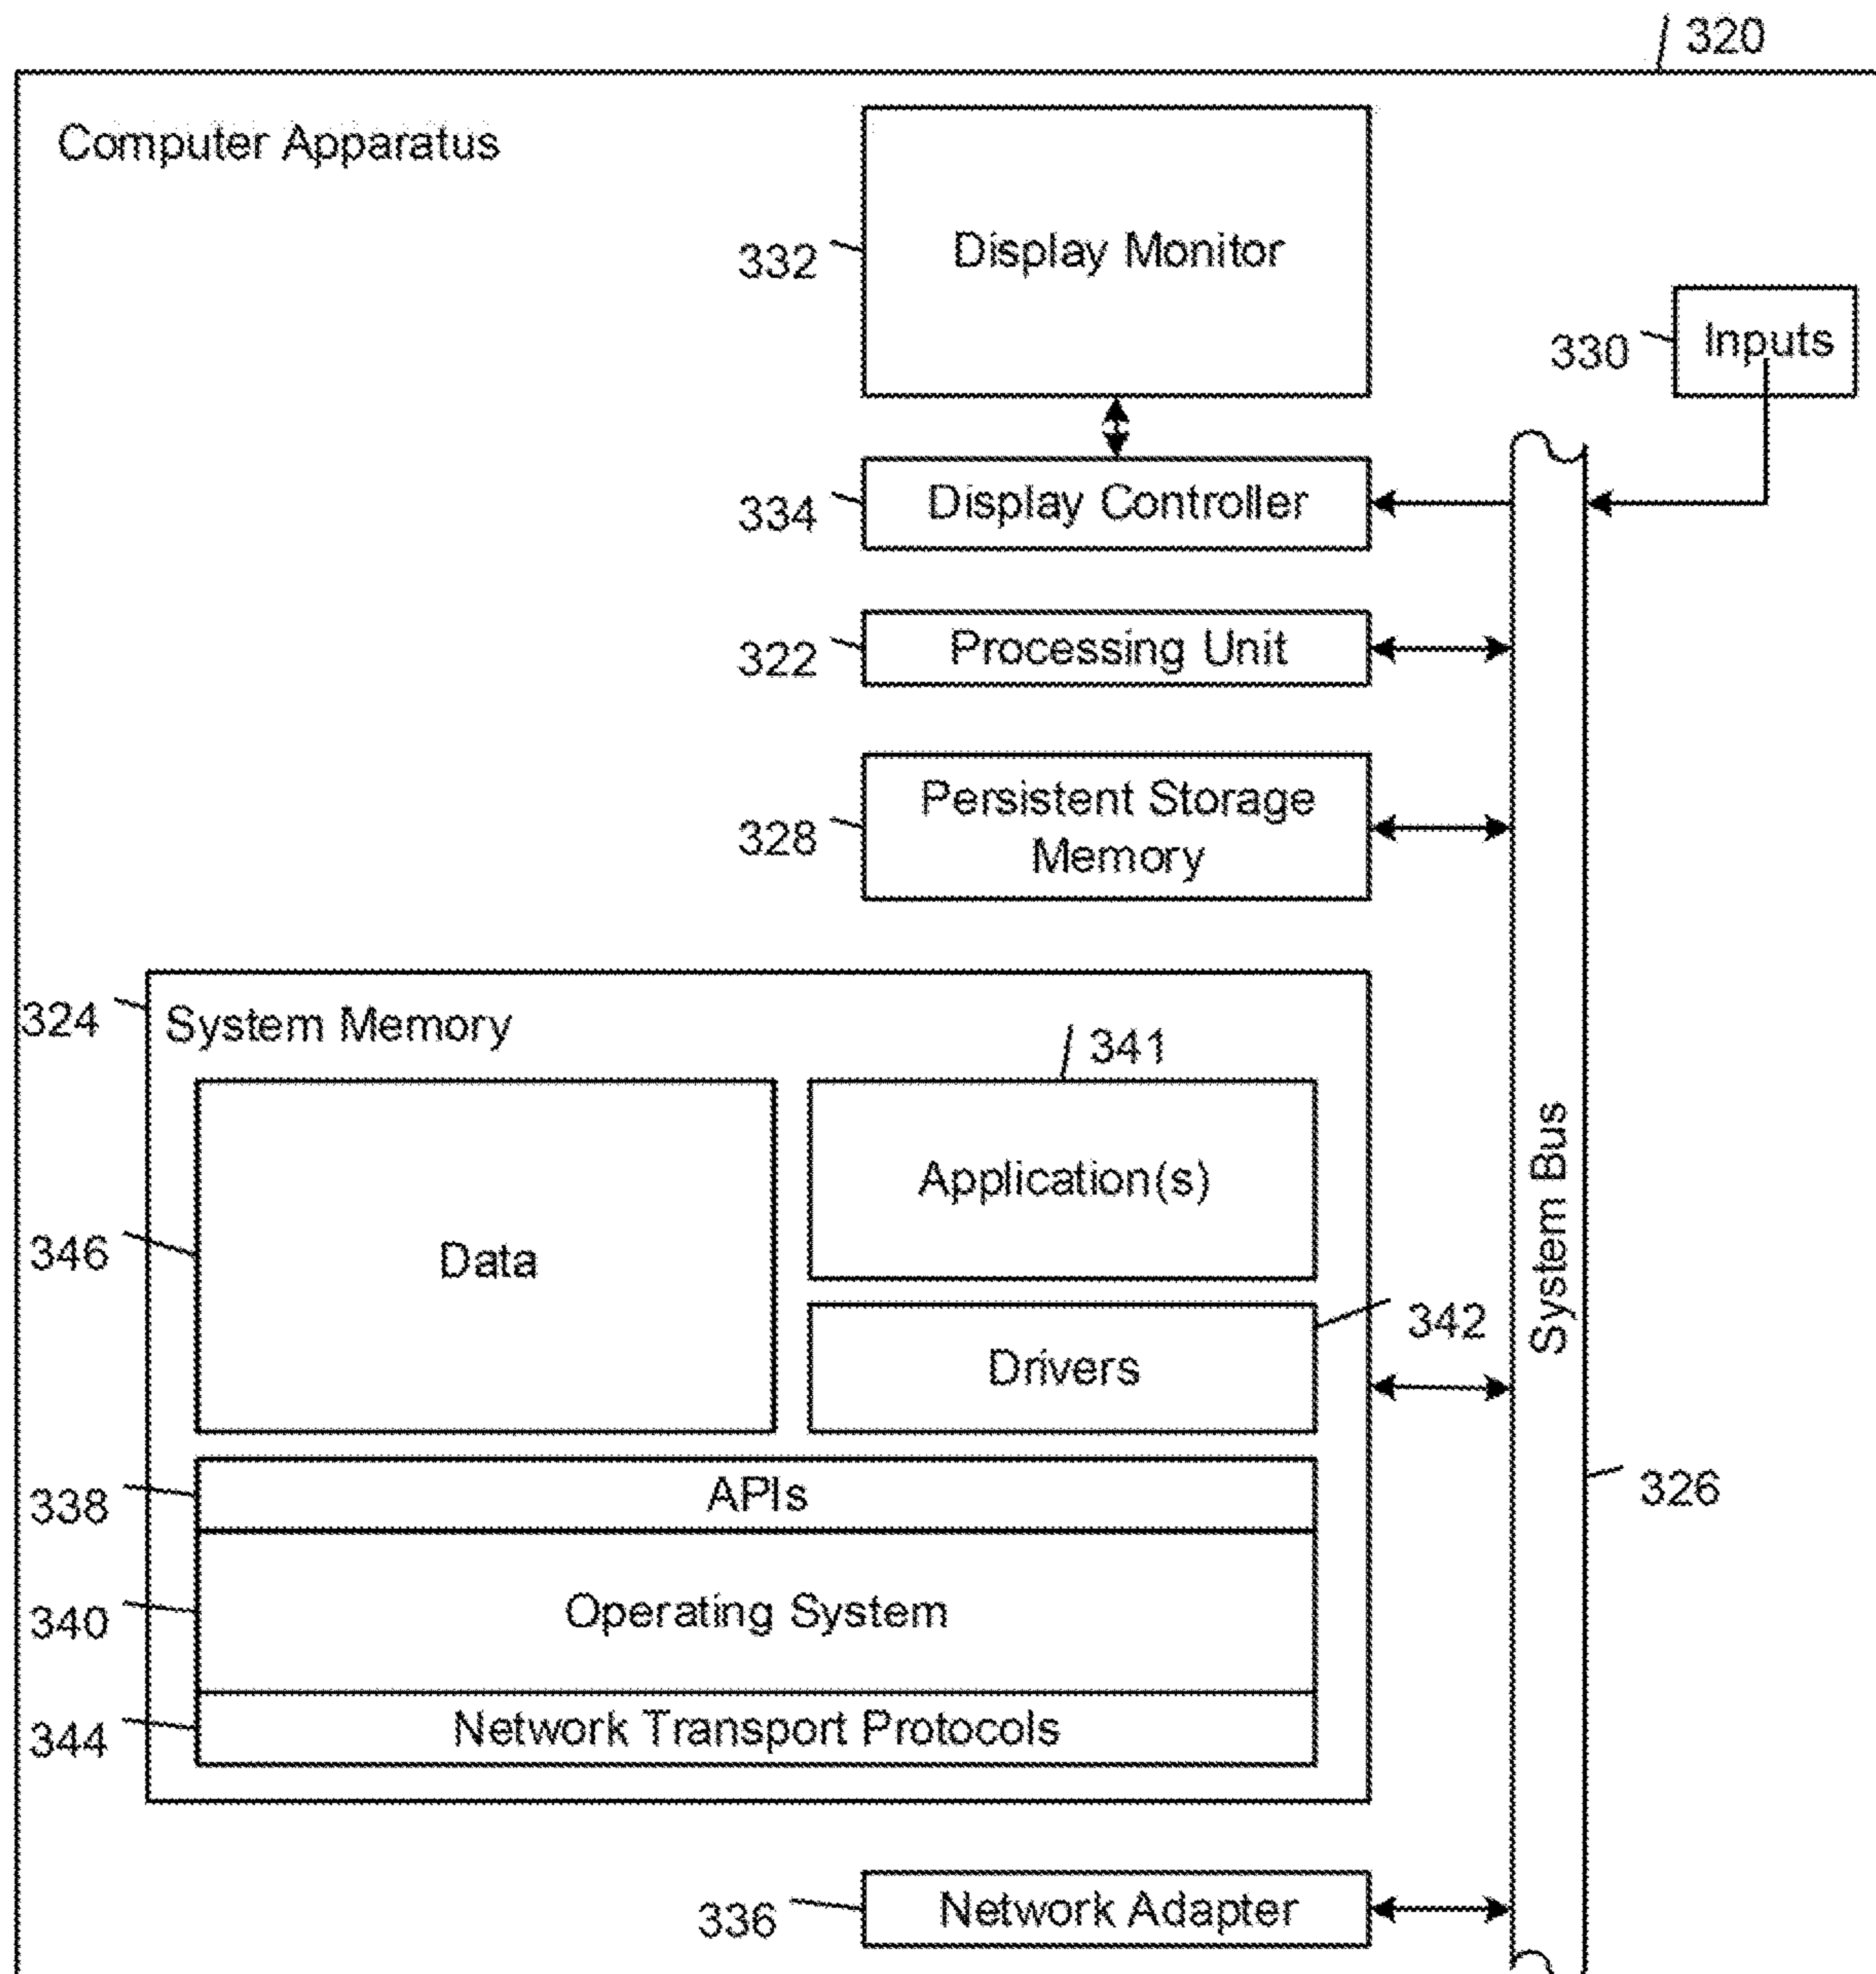 320
Computer Apparatus
332
Display Monitor
330
Inputs
334
Display Controller
322
Processing Unit
328
Persistent Storage
Memory
324
System Memory
341
Application(s)
346
Data
342
Drivers
System Bus
338
APIs
326
340
Operating System
344
Network Transport Protocols
336
Network Adapter